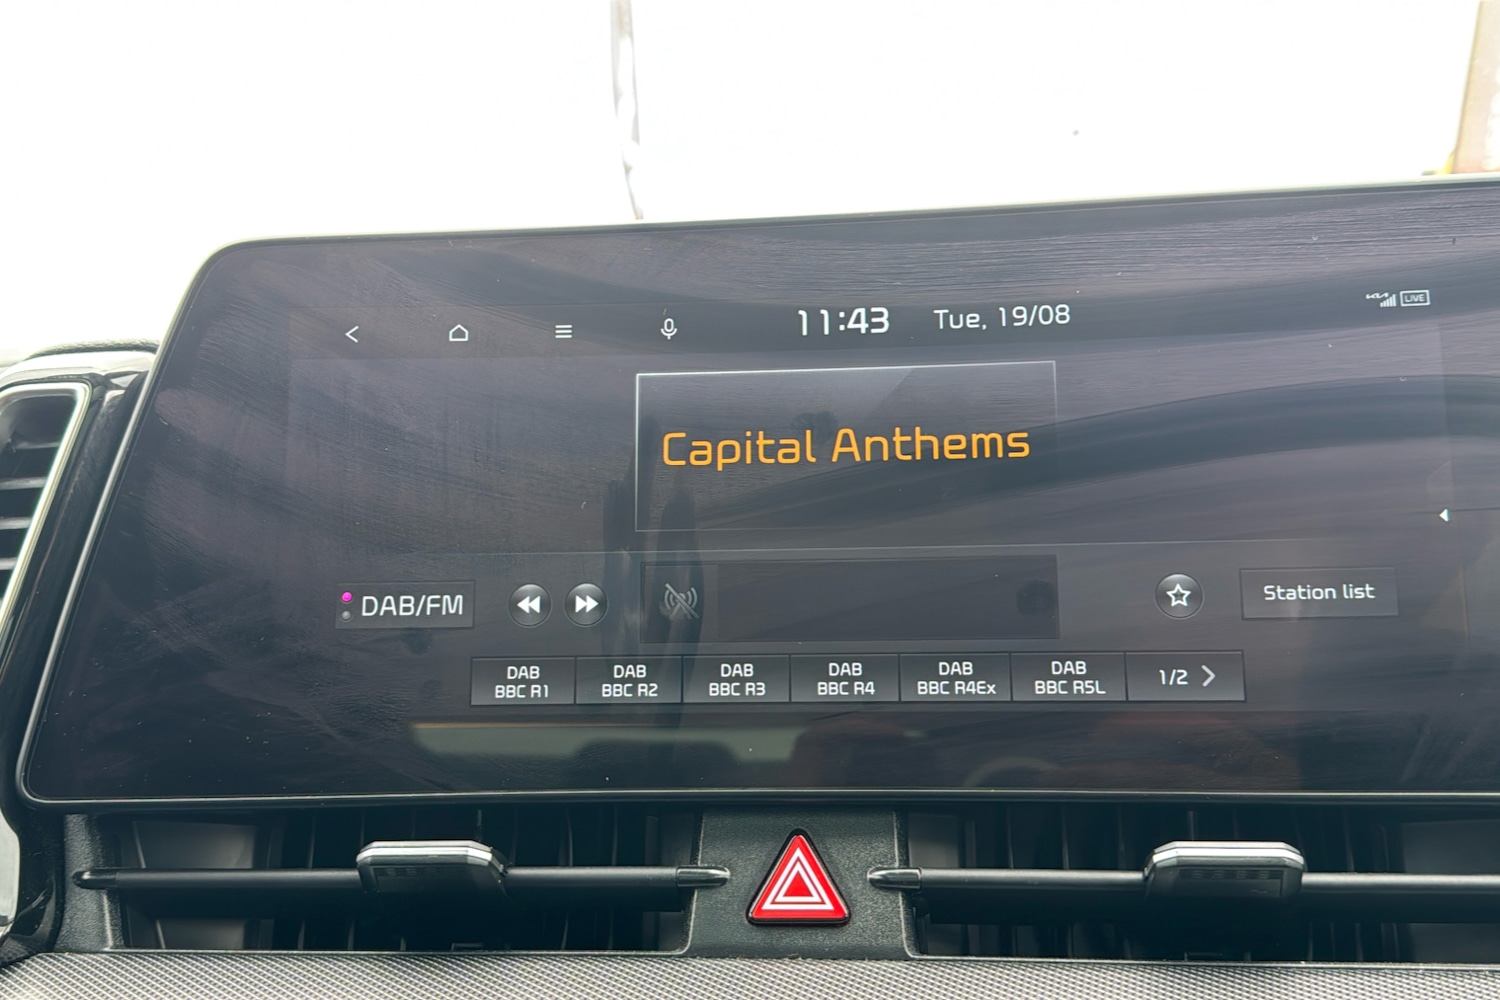 11:43 Tue, 19/08
LIVE
Capital Anthems
DAB/FM
Station list
DAB
BBC R1
DAB
BBC R2
DAB
BBC R3
DAB
BBC R4
DAB
BBC R4Ex
DAB
BBC R5L
1/2